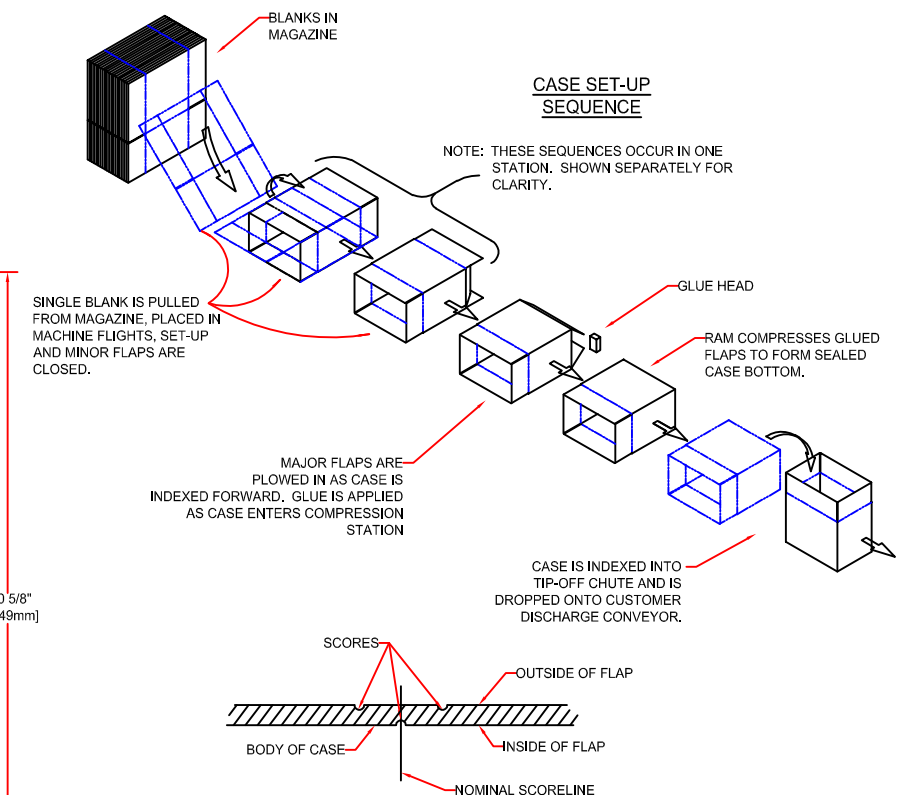 BLANKS IN
MAGAZINE
CASE SET-UP
SEQUENCE
NOTE: THESE SEQUENCES OCCUR IN ONE
STATION. SHOWN SEPARATELY FOR
CLARITY.
SINGLE BLANK IS PULLED
FROM MAGAZINE, PLACED IN
MACHINE FLIGHTS, SET-UP
AND MINOR FLAPS ARE
CLOSED.
GLUE HEAD
RAM COMPRESSES GLUED
FLAPS TO FORM SEALED
CASE BOTTOM.
MAJOR FLAPS ARE
PLOWED IN AS CASE IS
INDEXED FORWARD. GLUE IS APPLIED
AS CASE ENTERS COMPRESSION
STATION
CASE IS INDEXED INTO
TIP-OFF CHUTE AND IS
DROPPED ONTO CUSTOMER
DISCHARGE CONVEYOR.
0 5/8"
49mm]
SCORES
OUTSIDE OF FLAP
BODY OF CASE
INSIDE OF FLAP
NOMINAL SCORELINE